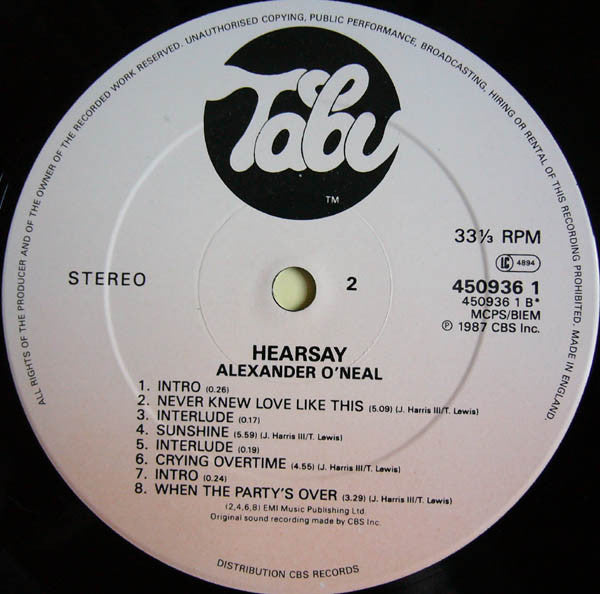 ALL RIGHTS OF THE PRODUCER AND OF THE OWNER OF THE RECORDED WORK RESERVED. UNAUTHORISED COPYING, PUBLIC PERFORMANCE, BROADCASTING, HIRING OR RENTAL OF THIS RECORDING PROHIBITED. MADE IN ENGLAND.
Tabu
TM
33⅓ RPM
LC 4894
STEREO
2
450936 1
450936 1 B*
MCPS/BIEM
℗ 1987 CBS Inc.
HEARSAY
ALEXANDER O'NEAL
1. INTRO (0.26)
2. NEVER KNEW LOVE LIKE THIS (5.09) (J. Harris III/T. Lewis)
3. INTERLUDE (0.17)
4. SUNSHINE (5.59) (J. Harris III/T. Lewis)
5. INTERLUDE (0.19)
6. CRYING OVERTIME (4.55) (J. Harris III/T. Lewis)
7. INTRO (0.24)
8. WHEN THE PARTY'S OVER (3.29) (J. Harris III/T. Lewis)
(2,4,6,8) EMI Music Publishing Ltd.
Original sound recording made by CBS Inc.
DISTRIBUTION CBS RECORDS